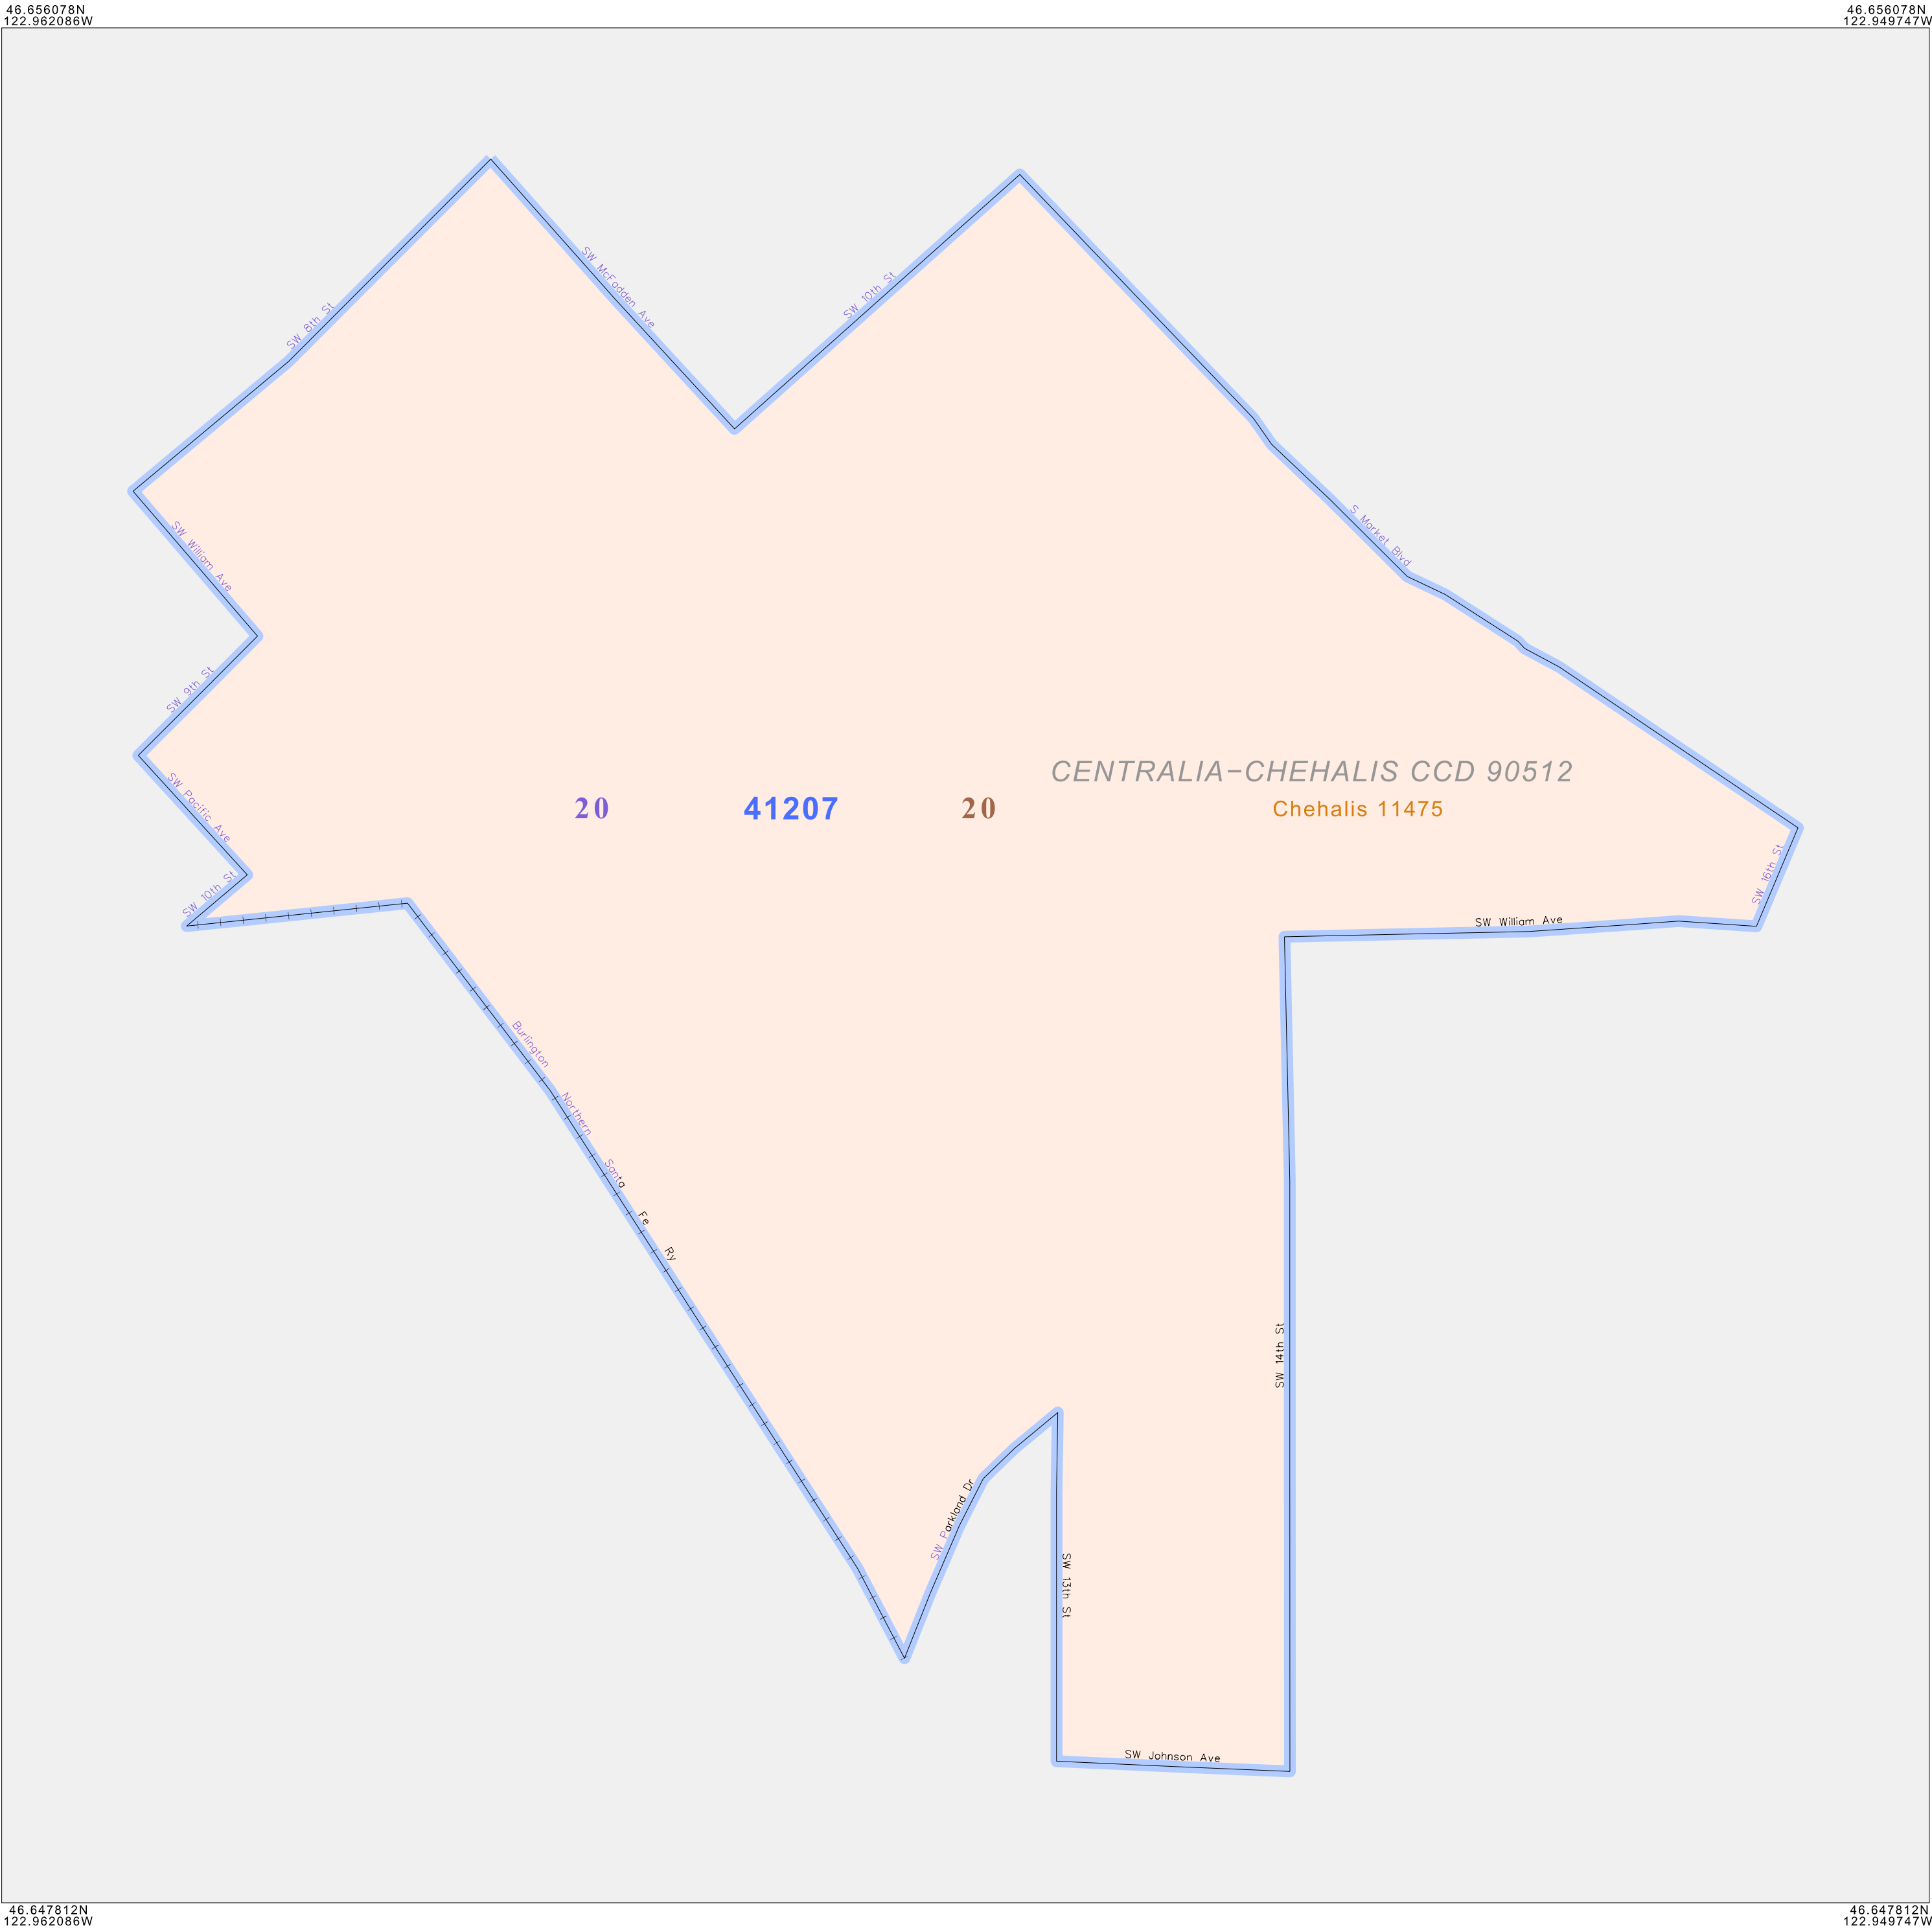 46.656078N
122.962086W
46.656078N
122.949747W
SW 8th St
SW McFadden Ave
SW 10th St
S Market Blvd
SW William Ave
SW 9th St
SW Pacific Ave
SW 10th St
CENTRALIA-CHEHALIS CCD 90512
20
41207
20
Chehalis 11475
SW 16th St
SW William Ave
Burlington Northern Santa Fe Ry
SW 14th St
SW Parkland Dr
SW 13th St
SW Johnson Ave
46.647812N
122.962086W
46.647812N
122.949747W